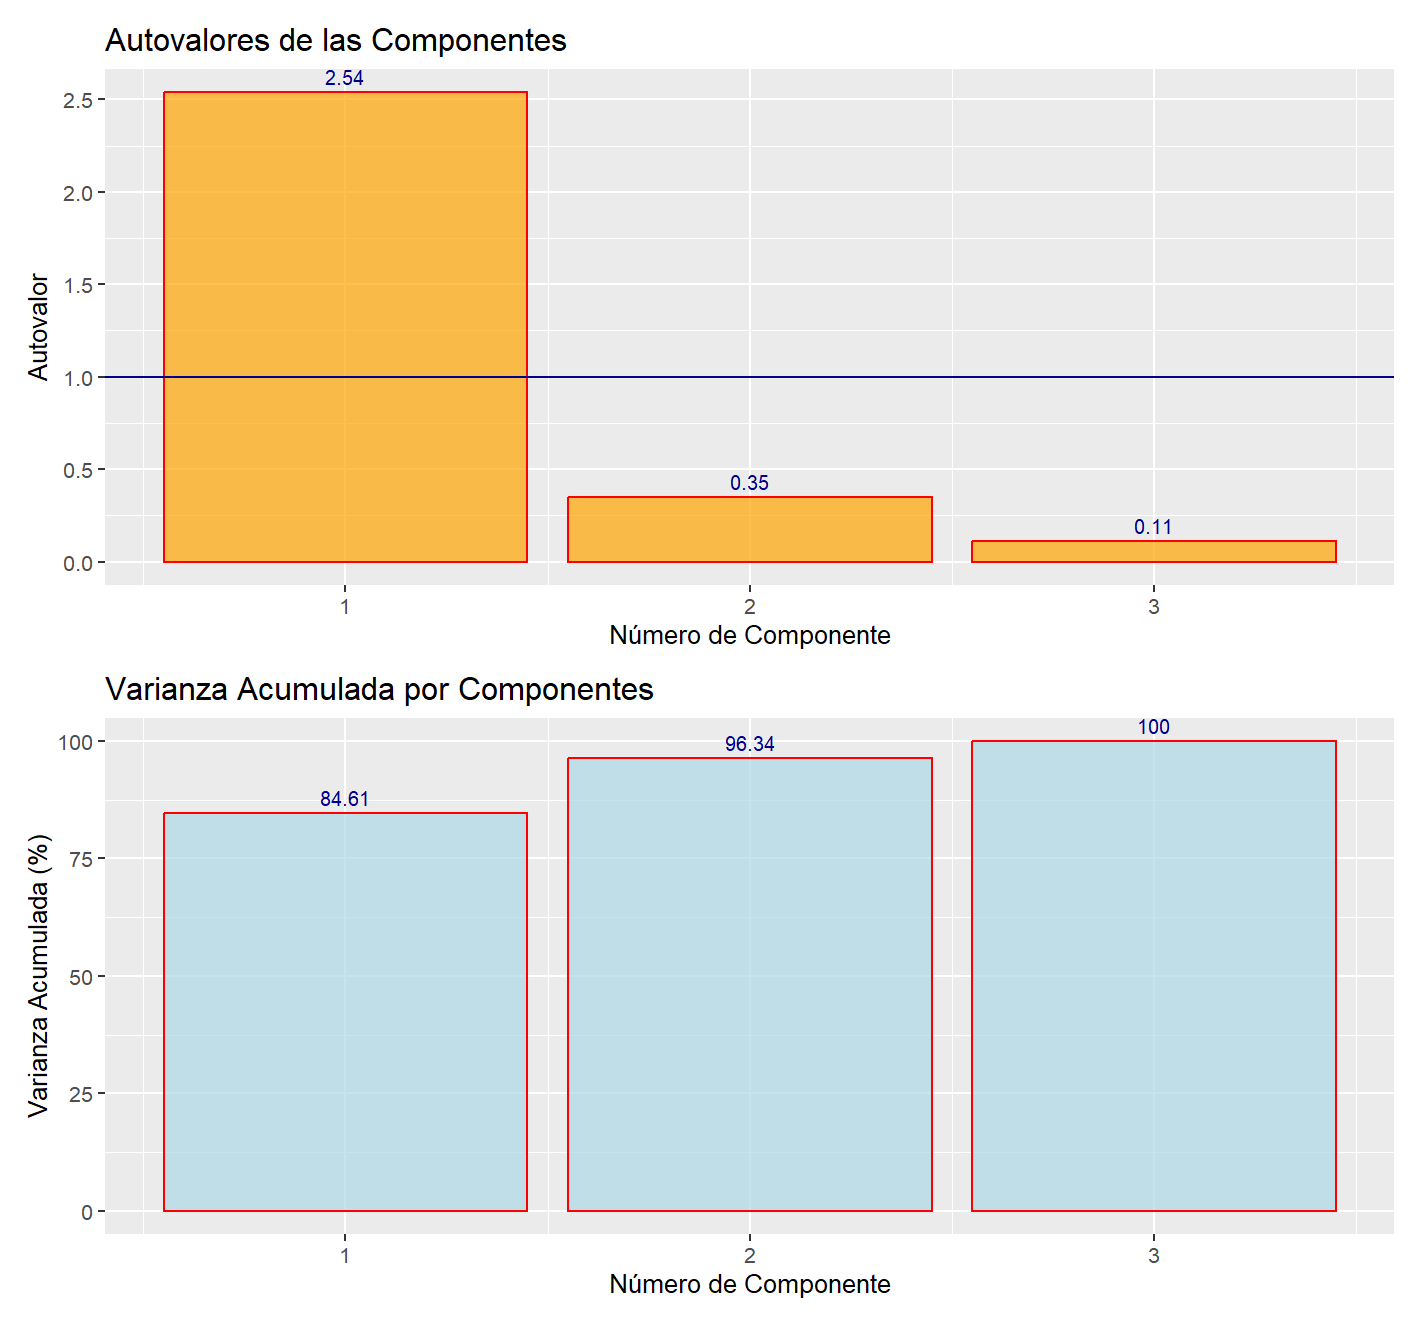 Autovalores de las Componentes
2.54
2.5
2.0
1.5
Autovalor
1.0
0.5
0.35
0.11
0.0
1 2 3
Número de Componente
Varianza Acumulada por Componentes
100
96.34
100
84.61
75
Varianza Acumulada (%)
50
25
0
1 2 3
Número de Componente